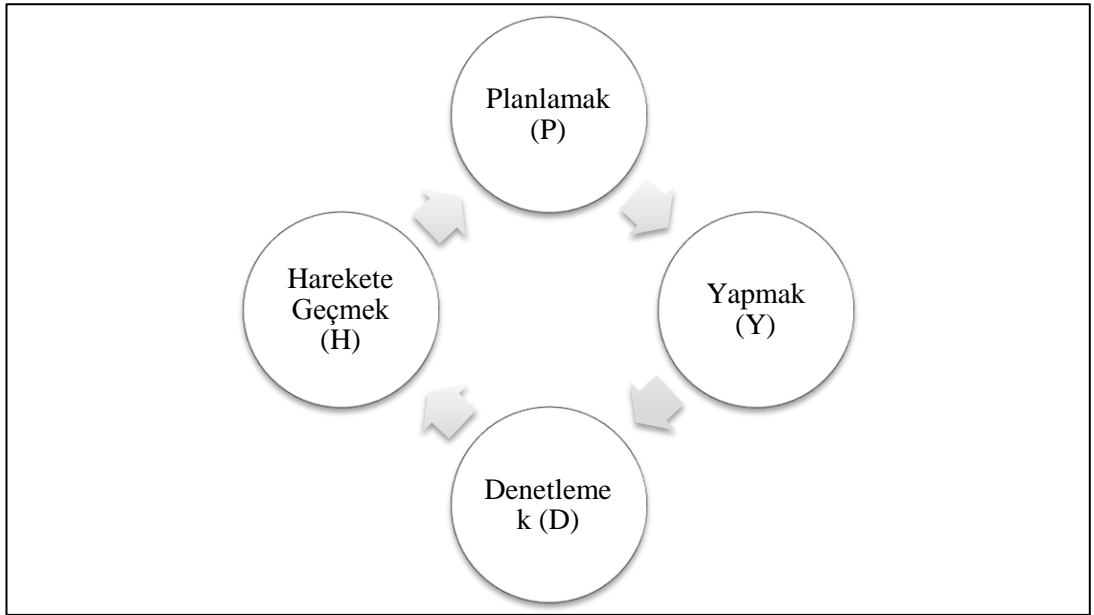 Planlamak
(P)
Yapmak
(Y)
Denetleme
k (D)
Harekete
Geçmek
(H)